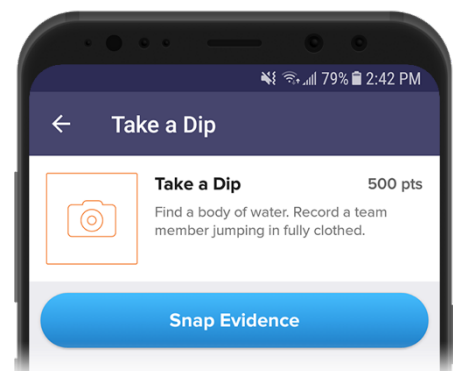 79% 2:42 PM
Take a Dip
Take a Dip 500 pts
Find a body of water. Record a team
member jumping in fully clothed.
Snap Evidence